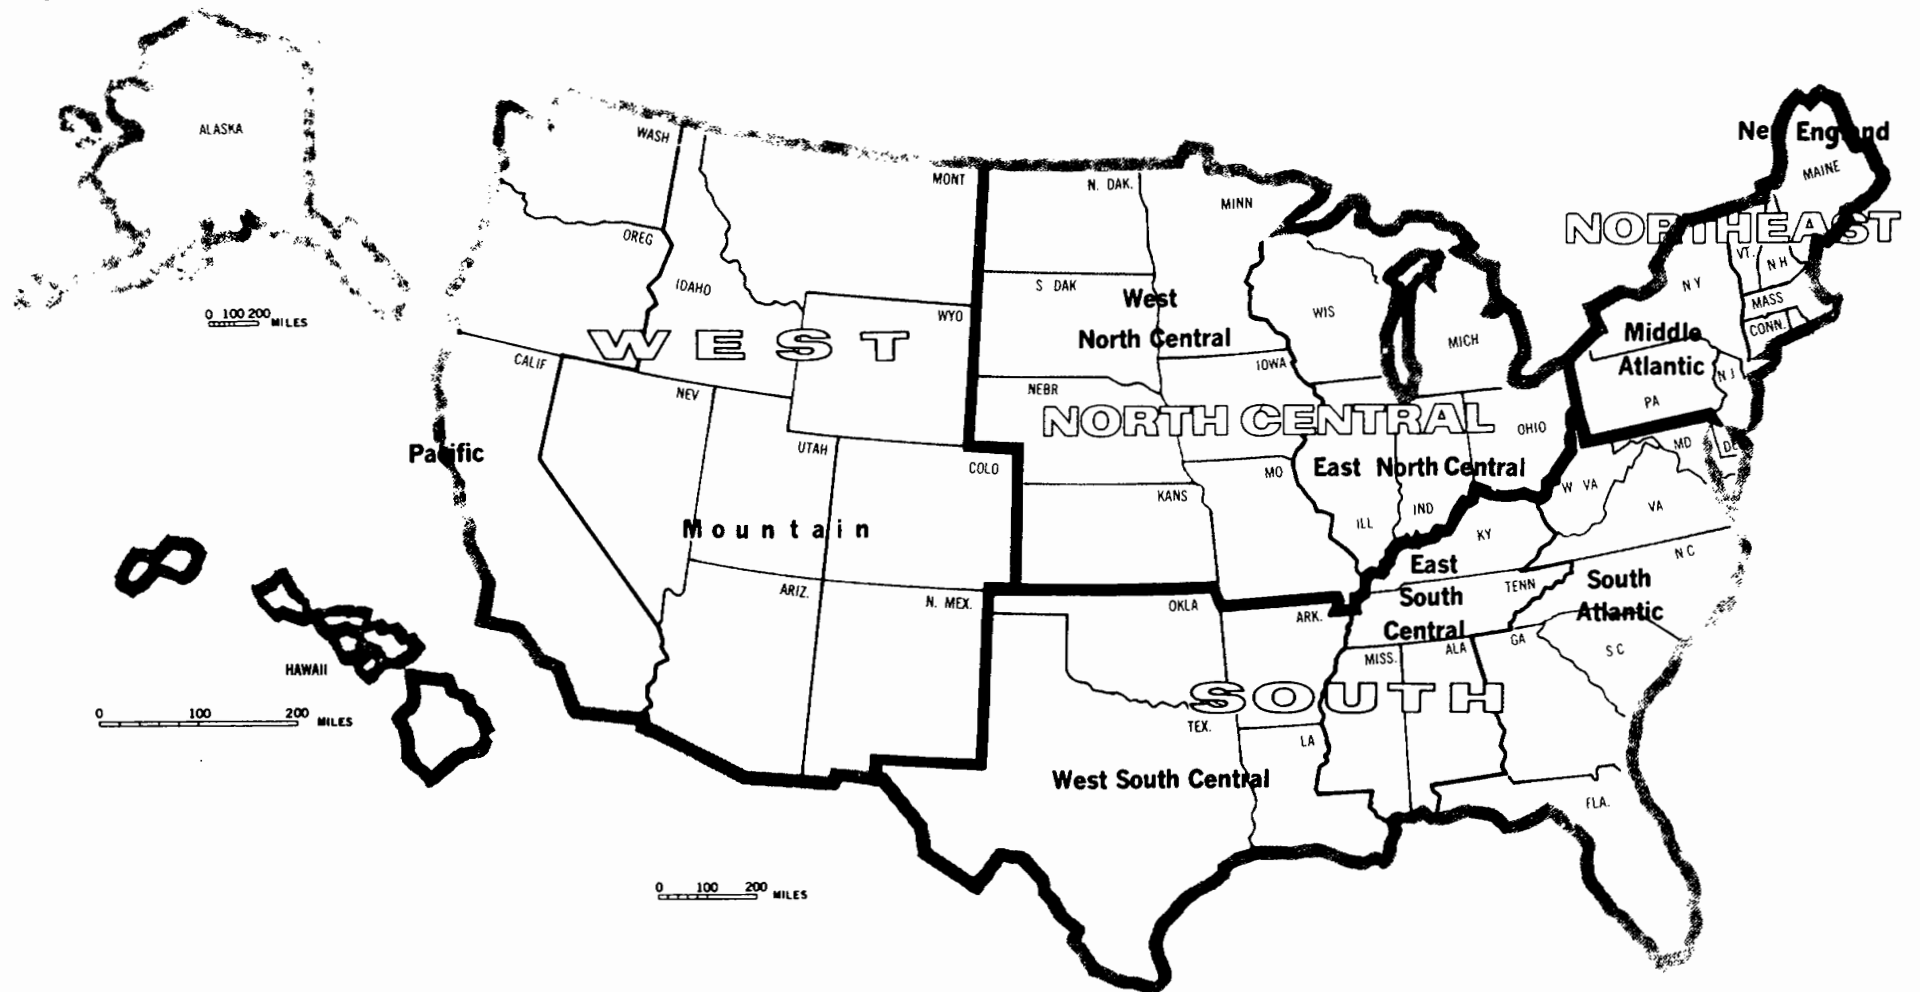 New England
ALASKA
WASH
MAINE
MONT
N. DAK.
MINN
NORTHEAST
OREG
VT.
N H
IDAHO
S DAK
N Y
West
MASS
0 100 200 MILES
WYO
WIS
CONN.
Middle
WEST
North Central
MICH
Atlantic
CALIF
IOWA
N J
NEV
NEBR
PA
NORTH CENTRAL
OHIO
UTAH
MD
DE
Pacific
COLO
MO
East North Central
W VA
KANS
VA
IND
ILL
Mountain
KY
N C
East
South
TENN
South
Atlantic
Central
ARIZ.
N. MEX.
OKLA
ARK.
GA
ALA
MISS.
S C
HAWAII
SOUTH
0 100 200 MILES
TEX.
LA
West South Central
FLA.
0 100 200 MILES